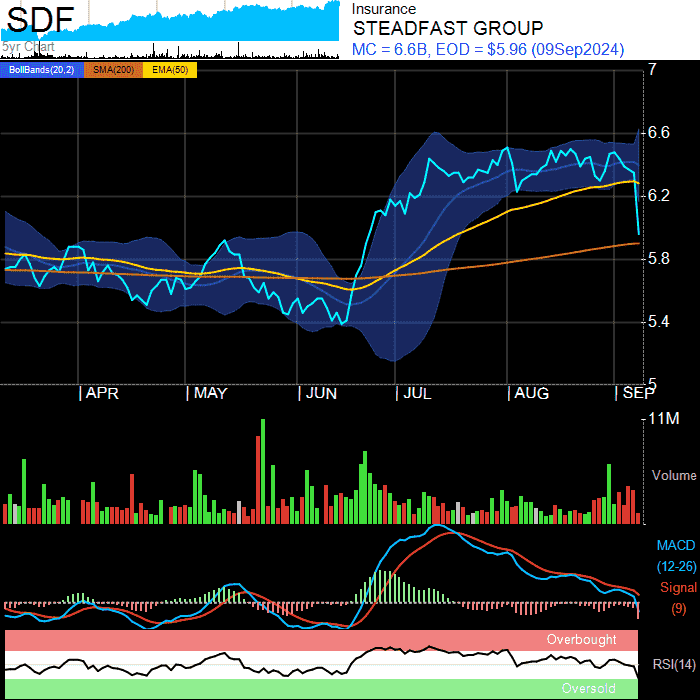 SDF
5yr Chart
Insurance
STEADFAST GROUP
MC = 6.6B, EOD = $5.96 (09Sep2024)
BollBands(20,2) SMA(200) EMA(50)
7
6.6
6.2
5.8
5.4
5
APR MAY JUN JUL AUG SEP
11M
Volume
MACD
(12-26)
Signal
(9)
Overbought
RSI(14)
Oversold